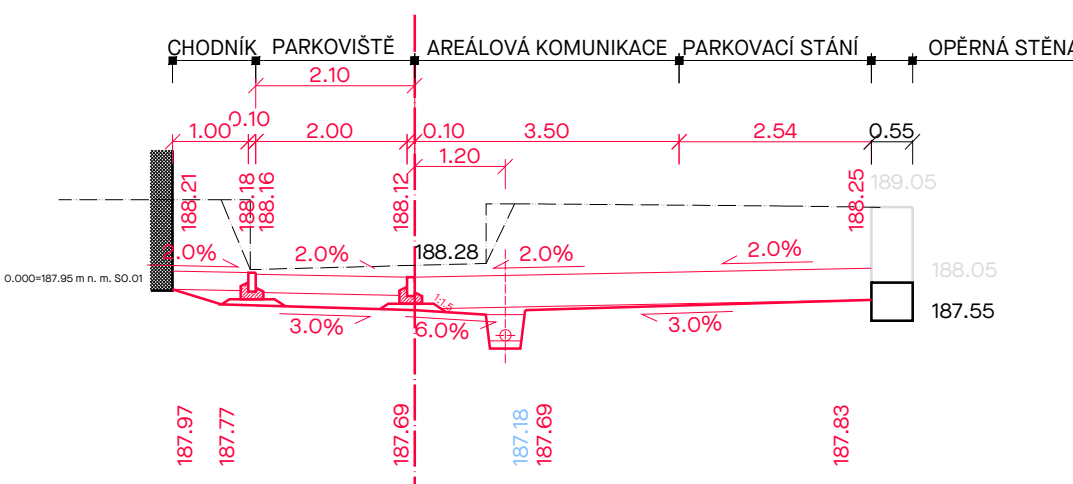 CHODNÍK PARKOVIŠTĚ AREÁLOVÁ KOMUNIKACE PARKOVACÍ STÁNÍ OPĚRNÁ STĚNA
2.10
1.00 0.10 2.00 0.10 3.50 2.54 0.55
1.20
188.21 188.18 188.16 188.12 188.25 189.05
2.0% 2.0% 188.28 2.0% 2.0%
0.000=187.95 m n. m. SO.01 188.05
1:1.5
3.0% 6.0% 3.0% 187.55
187.97 187.77 187.69 187.18 187.69 187.83